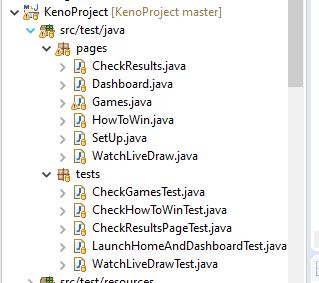 KenoProject [KenoProject master]
src/test/java
pages
CheckResults.java
Dashboard.java
Games.java
HowToWin.java
SetUp.java
WatchLiveDraw.java
tests
CheckGamesTest.java
CheckHowToWinTest.java
CheckResultsPageTest.java
LaunchHomeAndDashboardTest.java
WatchLiveDrawTest.java
src/test/resources